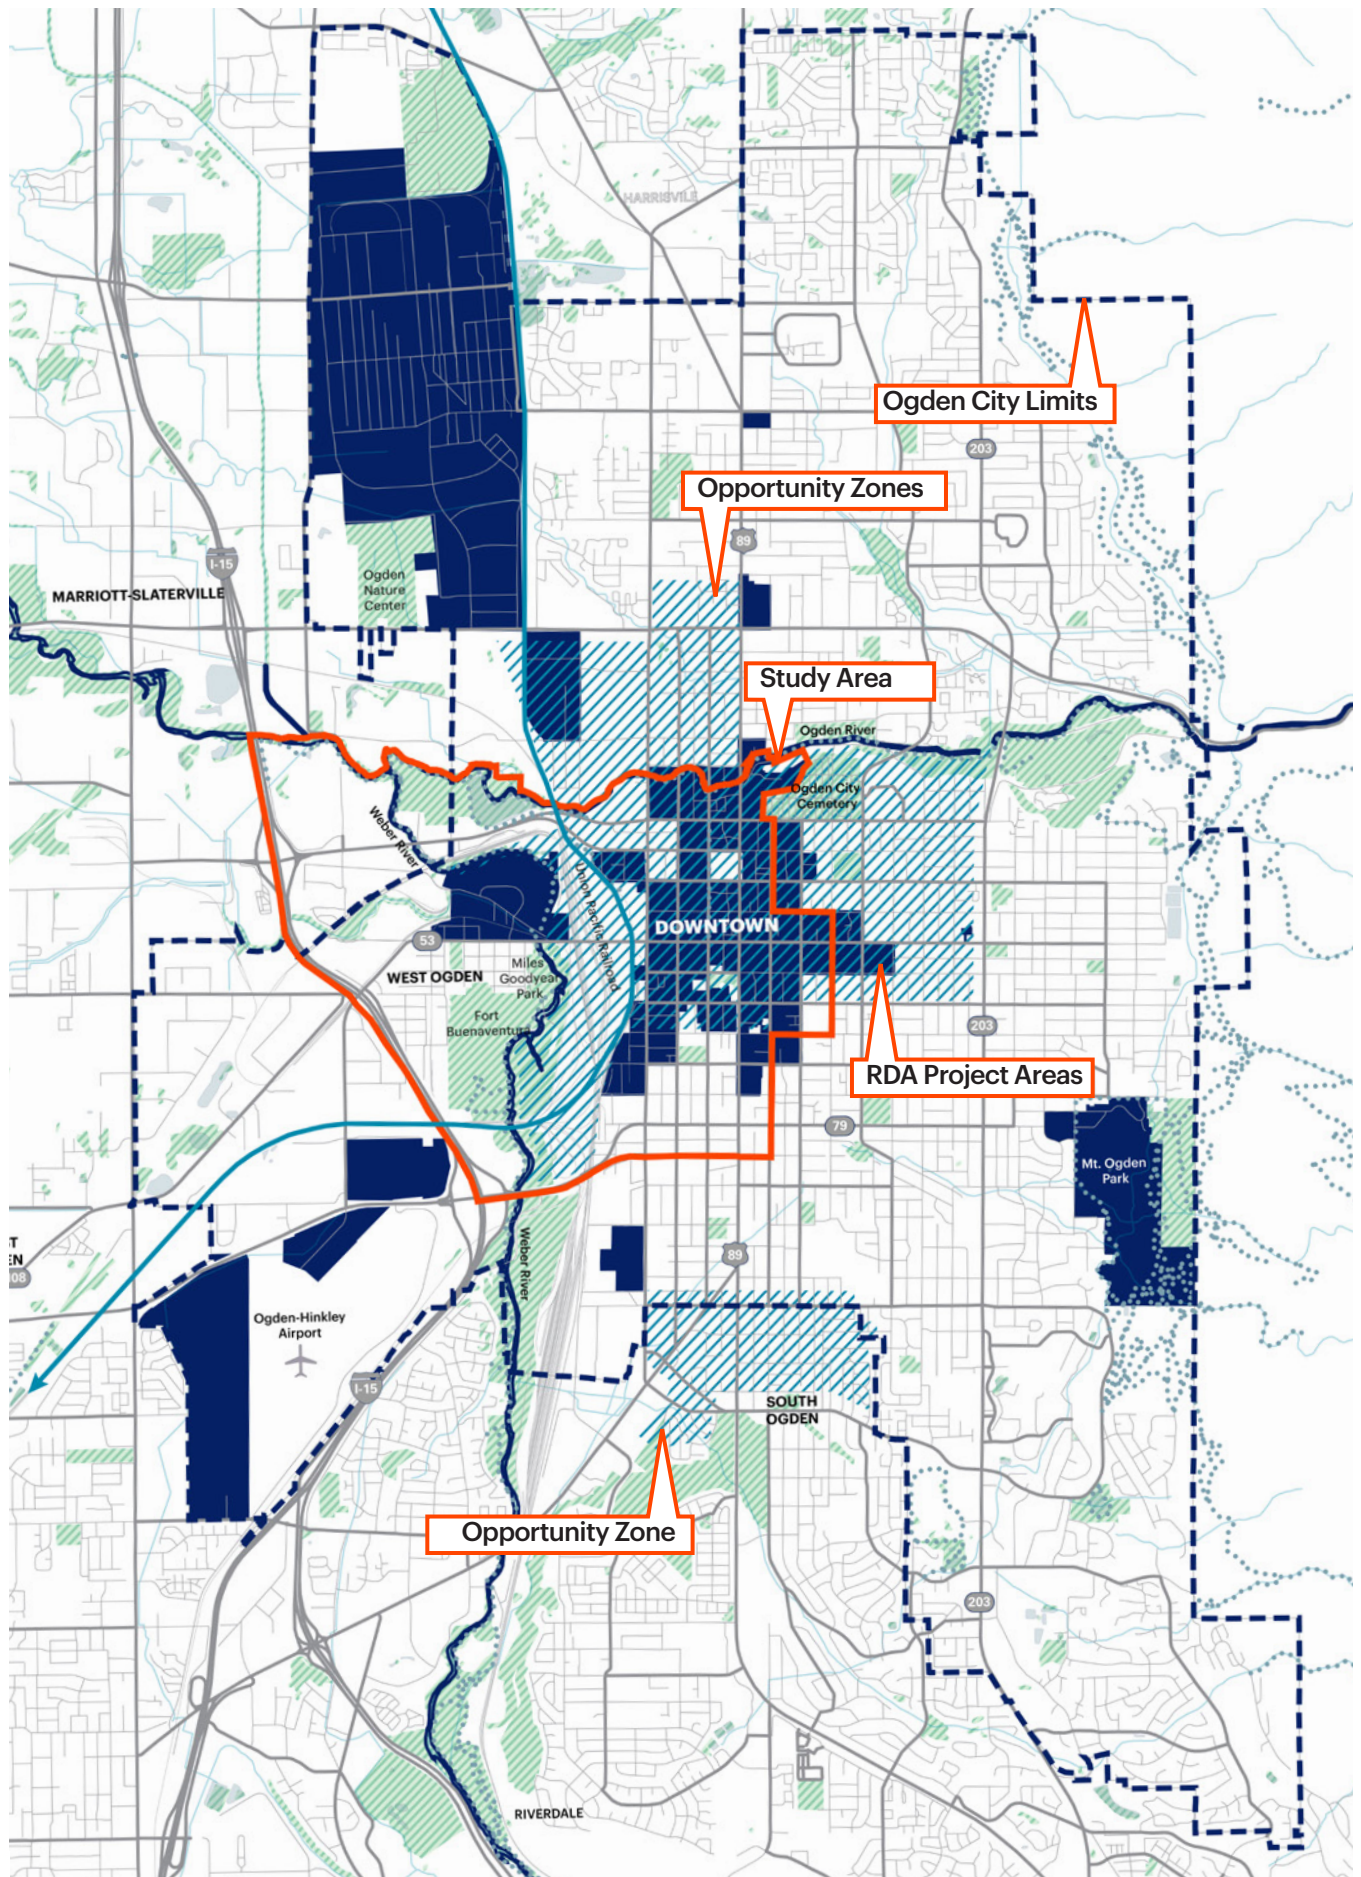 HARRISVILE
Ogden City Limits
203
Opportunity Zones
89
I-15
Ogden
Nature
Center
MARRIOTT-SLATERVILLE
Study Area
Ogden River
Ogden City
Cemetery
Weber River
Union Pacific Railroad
DOWNTOWN
53
WEST OGDEN
Miles
Goodyear
Park
Fort
Buenaventura
203
RDA Project Areas
79
Mt. Ogden
Park
EN
89
Weber River
Ogden-Hinkley
Airport
I-15
SOUTH
OGDEN
Opportunity Zone
203
RIVERDALE